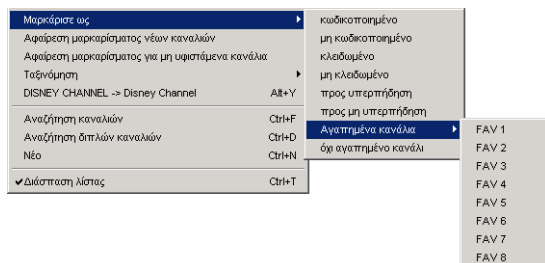 Μαρκάρισε ως
Αφαίρεση μαρκαρίσματος νέων καναλιών
Αφαίρεση μαρκαρίσματος για μη υφιστάμενα κανάλια
Ταξινόμηση
DISNEY CHANNEL -> Disney Channel Alt+Y
Αναζήτηση καναλιών Ctrl+F
Αναζήτηση διπλών καναλιών Ctrl+D
Νέο Ctrl+N
Διάσπαση λίστας Ctrl+T
κωδικοποιημένο
μη κωδικοποιημένο
κλειδωμένο
μη κλειδωμένο
προς υπερπήδηση
προς μη υπερπήδηση
Αγαπημένα κανάλια
όχι αγαπημένο κανάλι
FAV 1
FAV 2
FAV 3
FAV 4
FAV 5
FAV 6
FAV 7
FAV 8